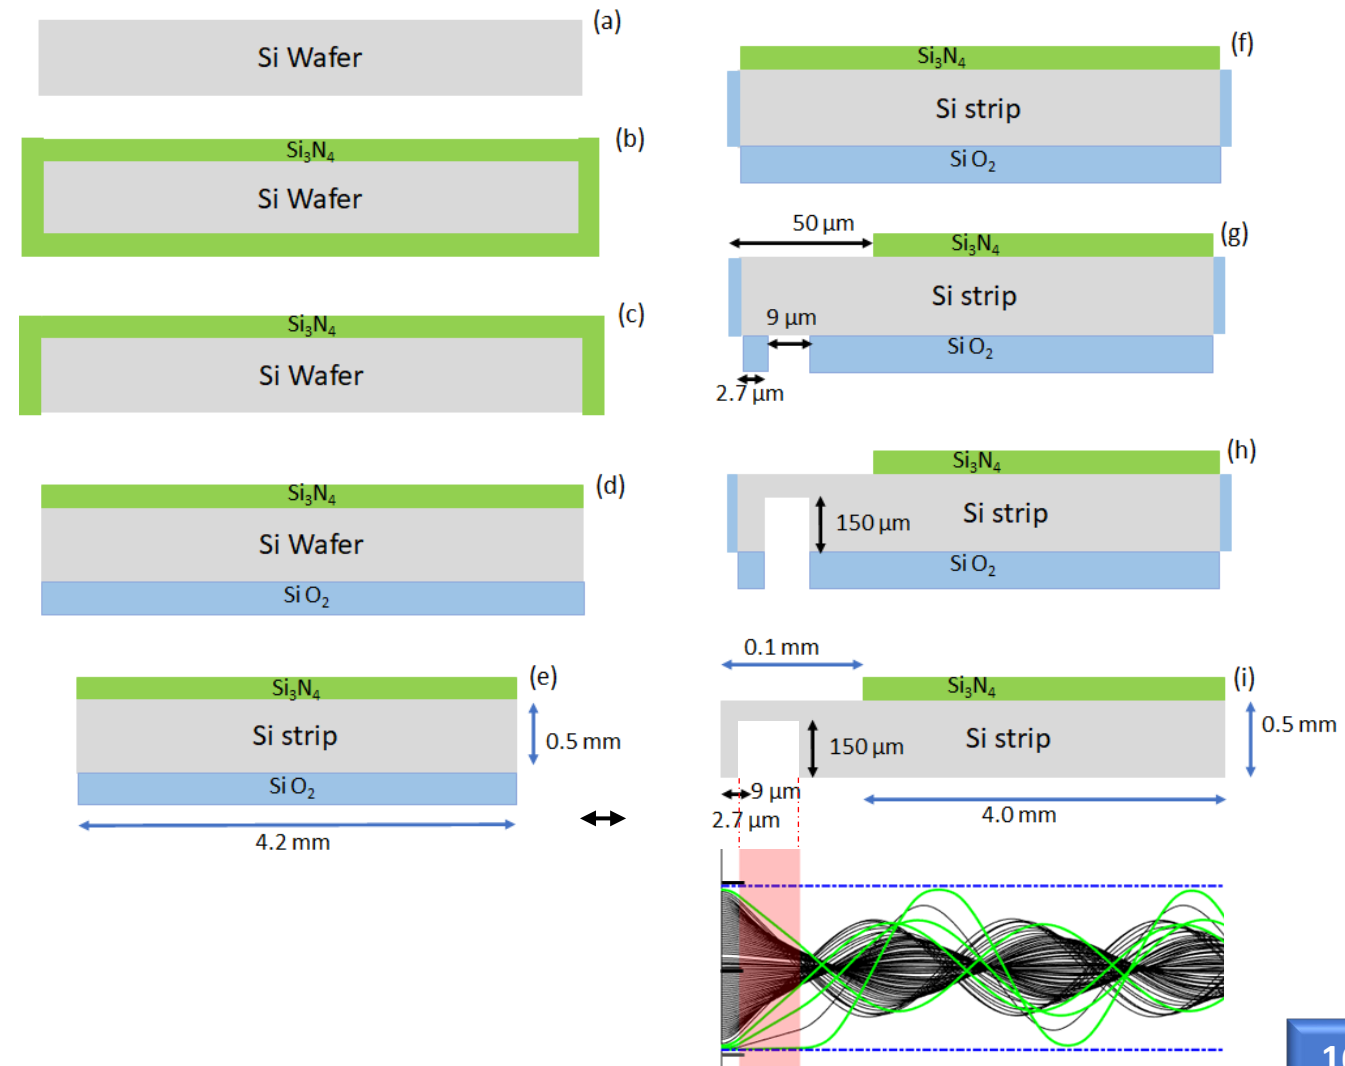 (a)
Si Wafer
(b)
Si₃N₄
Si Wafer
(c)
Si₃N₄
Si Wafer
(d)
Si₃N₄
Si Wafer
Si O₂
(e)
Si₃N₄
Si strip
0.5 mm
Si O₂
4.2 mm
(f)
Si₃N₄
Si strip
Si O₂
50 µm
(g)
Si₃N₄
Si strip
9 µm
Si O₂
2.7 µm
(h)
Si₃N₄
150 µm
Si strip
Si O₂
0.1 mm
(i)
Si₃N₄
0.5 mm
150 µm
Si strip
9 µm
2.7 µm
4.0 mm